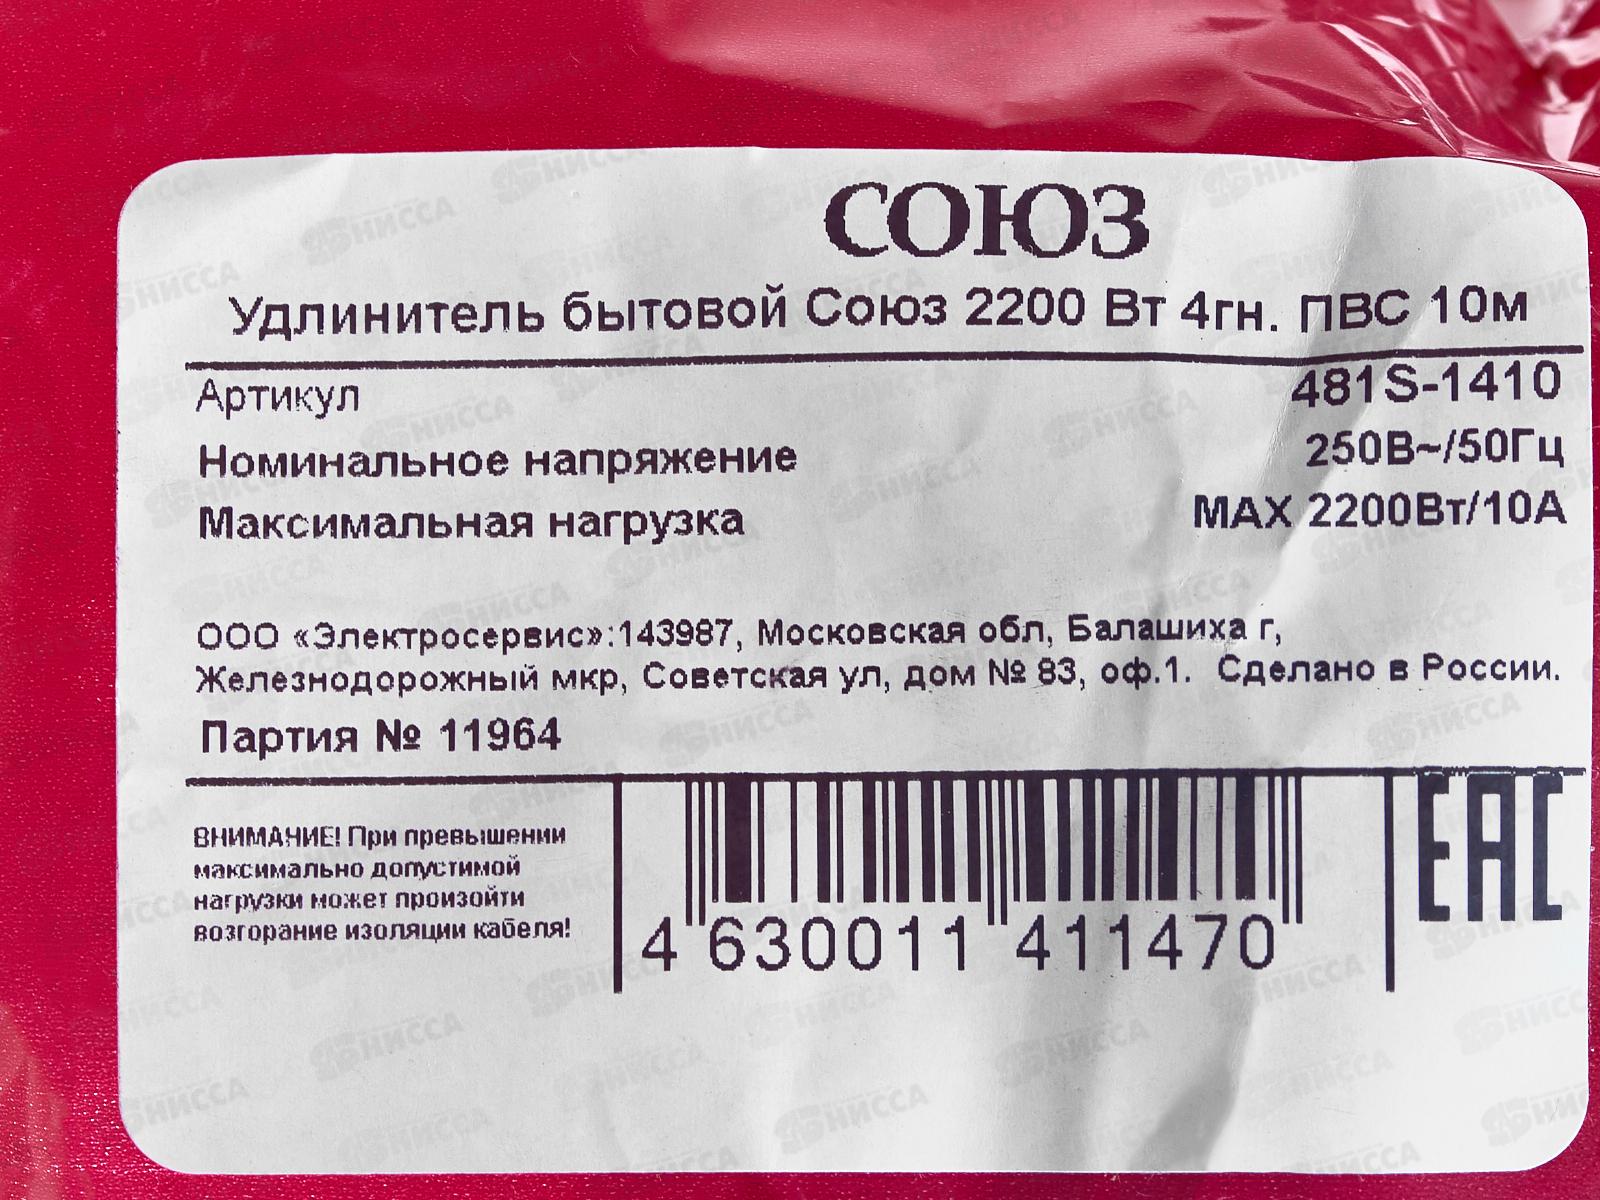 СОЮЗ
Удлинитель бытовой Союз 2200 Вт 4гн. ПВС 10м
Артикул 481S-1410
Номинальное напряжение 250В~/50Гц
Максимальная нагрузка МАХ 2200Вт/10А
ООО «Электросервис»:143987, Московская обл, Балашиха г,
Железнодорожный мкр, Советская ул, дом № 83, оф.1. Сделано в России.
Партия № 11964
ВНИМАНИЕ! При превышении
максимально допустимой
нагрузки может произойти
возгорание изоляции кабеля!
4 630011 411470
ЕАС